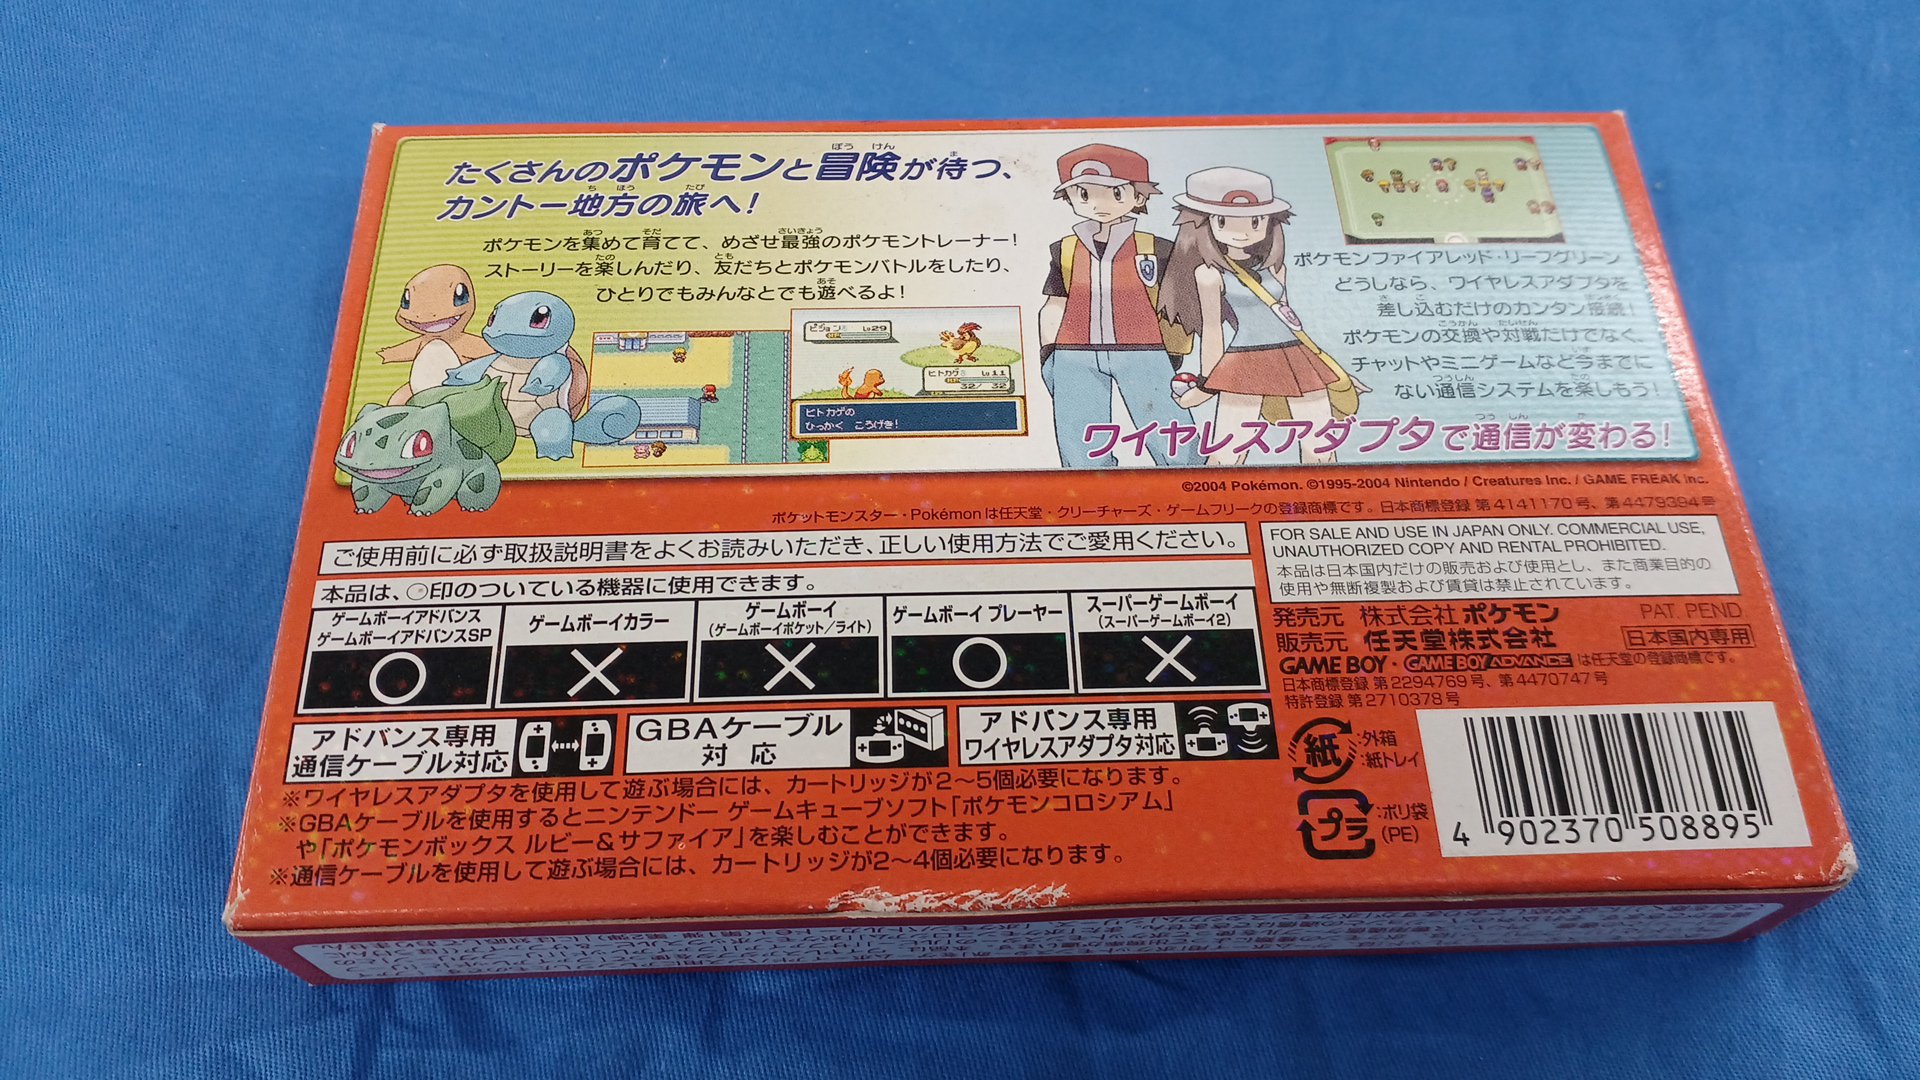 たくさんのポケモンと冒険が待つ、
カントー地方の旅へ!
ポケモンを集めて育てて、めざせ最強のポケモントレーナー!
ストーリーを楽しんだり、友だちとポケモンバトルをしたり、
ひとりでもみんなとでも遊べるよ!
ピジョン♂ Lv29
ヒトカゲ♂ Lv11
32/ 32
ヒトカゲの
ひっかく こうげき!
ポケモンファイアレッド・リーフグリーン
どうしなら、ワイヤレスアダプタを
差し込むだけのカンタン接続!
ポケモンの交換や対戦だけでなく、
チャットやミニゲームなど今までに
ない通信システムを楽しもう!
ワイヤレスアダプタで通信が変わる!
©2004 Pokémon. ©1995-2004 Nintendo / Creatures Inc. / GAME FREAK inc.
ポケットモンスター・Pokémonは任天堂・クリーチャーズ・ゲームフリークの登録商標です。日本商標登録 第4141170号、第4479394号
ご使用前に必ず取扱説明書をよくお読みいただき、正しい使用方法でご愛用ください。
本品は、○印のついている機器に使用できます。
ゲームボーイアドバンス
ゲームボーイアドバンスSP
○
ゲームボーイカラー
×
ゲームボーイ
(ゲームボーイポケット/ライト)
×
ゲームボーイ プレーヤー
○
スーパーゲームボーイ
(スーパーゲームボーイ2)
×
アドバンス専用
通信ケーブル対応
GBAケーブル
対応
アドバンス専用
ワイヤレスアダプタ対応
※ワイヤレスアダプタを使用して遊ぶ場合には、カートリッジが2〜5個必要になります。
※GBAケーブルを使用するとニンテンドー ゲームキューブソフト「ポケモンコロシアム」
や「ポケモンボックス ルビー&サファイア」を楽しむことができます。
※通信ケーブルを使用して遊ぶ場合には、カートリッジが2〜4個必要になります。
FOR SALE AND USE IN JAPAN ONLY. COMMERCIAL USE,
UNAUTHORIZED COPY AND RENTAL PROHIBITED.
本品は日本国内だけの販売および使用とし、また商業目的の
使用や無断複製および賃貸は禁止されています。
発売元 株式会社 ポケモン
PAT. PEND.
販売元 任天堂株式会社
日本国内専用
GAME BOY・GAME BOY ADVANCE は任天堂の登録商標です。
日本商標登録 第2294769号、第4470747号
特許登録 第2710378号
紙 :外箱
:紙トレイ
プラ :ポリ袋
(PE)
4 902370 508895